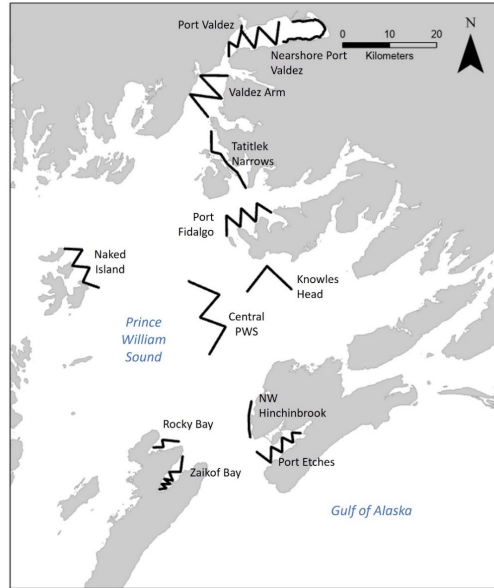 Port Valdez
N
0 10 20
Kilometers
Nearshore Port
Valdez
Valdez Arm
Tatitlek
Narrows
Port
Fidalgo
Naked
Island
Knowles
Head
Central
PWS
Prince
William
Sound
NW
Hinchinbrook
Rocky Bay
Port Etches
Zaikof Bay
Gulf of Alaska